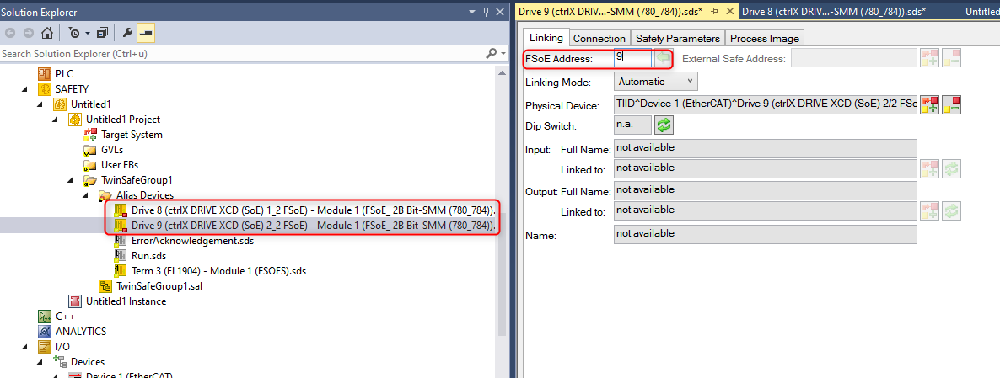 Solution Explorer
Search Solution Explorer (Ctrl+ü)
PLC
SAFETY
Untitled1
Untitled1 Project
Target System
GVLs
User FBs
TwinSafeGroup1
Alias Devices
Drive 8 (ctrlX DRIVE XCD (SoE) 1_2 FSoE) - Module 1 (FSoE_ 2B Bit-SMM (780_784)).
Drive 9 (ctrlX DRIVE XCD (SoE) 2_2 FSoE) - Module 1 (FSoE_ 2B Bit-SMM (780_784)).
ErrorAcknowledgement.sds
Run.sds
Term 3 (EL1904) - Module 1 (FSOES).sds
TwinSafeGroup1.sal
Untitled1 Instance
C++
ANALYTICS
I/O
Devices
Device 1 (EtherCAT)
Drive 9 (ctrlX DRIV...-SMM (780_784)).sds* Drive 8 (ctrlX DRIV...-SMM (780_784)).sds* Untitled
Linking Connection Safety Parameters Process Image
FSoE Address: 9 External Safe Address:
Linking Mode: Automatic
Physical Device: TIID^Device 1 (EtherCAT)^Drive 9 (ctrlX DRIVE XCD (SoE) 2/2 FSo
Dip Switch: n.a.
Input: Full Name: not available
Linked to: not available
Output: Full Name: not available
Linked to: not available
Name: not available